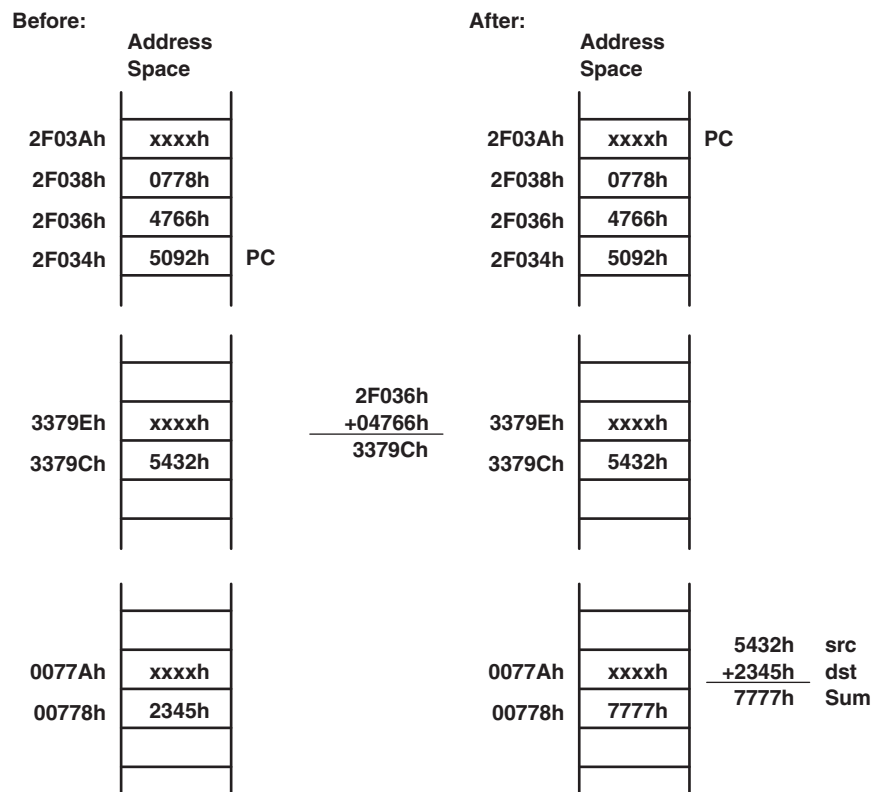 Before:
Address
Space
2F03Ah xxxxh
2F038h 0778h
2F036h 4766h
2F034h 5092h PC
3379Eh xxxxh
3379Ch 5432h
0077Ah xxxxh
00778h 2345h
2F036h
+04766h
3379Ch
After:
Address
Space
2F03Ah xxxxh PC
2F038h 0778h
2F036h 4766h
2F034h 5092h
3379Eh xxxxh
3379Ch 5432h
0077Ah xxxxh
00778h 7777h
5432h src
+2345h dst
7777h Sum